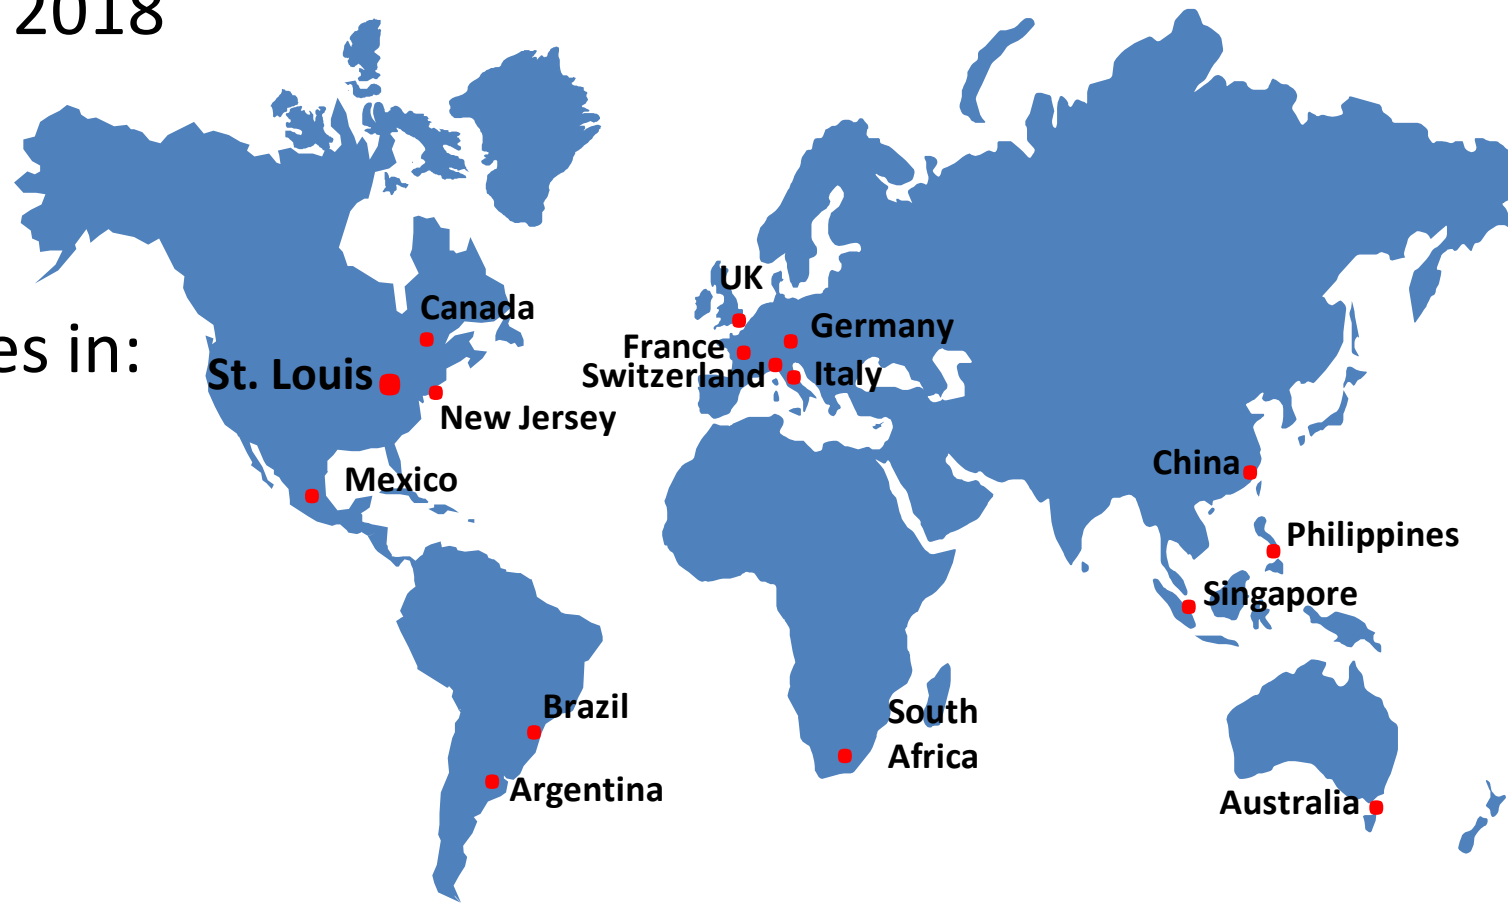 2018
es in:
UK
Canada
Germany
France
St. Louis
Switzerland
Italy
New Jersey
Mexico
China
Philippines
Singapore
Brazil
South
Africa
Argentina
Australia